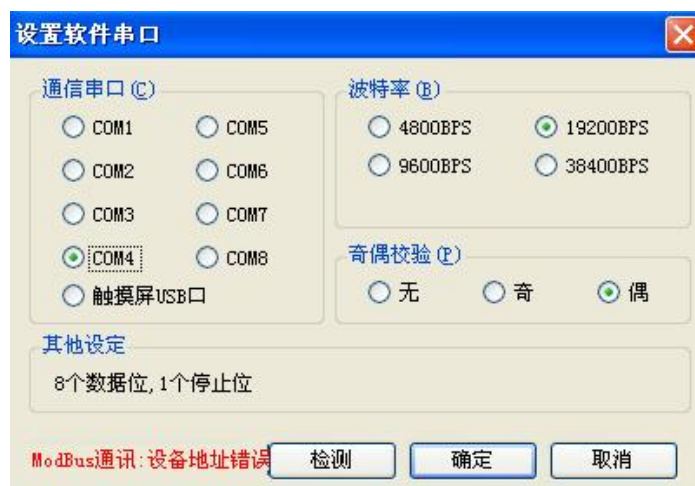 设置软件串口
通信串口(C)
COM1
COM5
COM2
COM6
COM3
COM7
COM4
COM8
触摸屏USB口
波特率(B)
4800BPS
19200BPS
9600BPS
38400BPS
奇偶校验(P)
无
奇
偶
其他设定
8个数据位,1个停止位
ModBus通讯:设备地址错误
检测
确定
取消